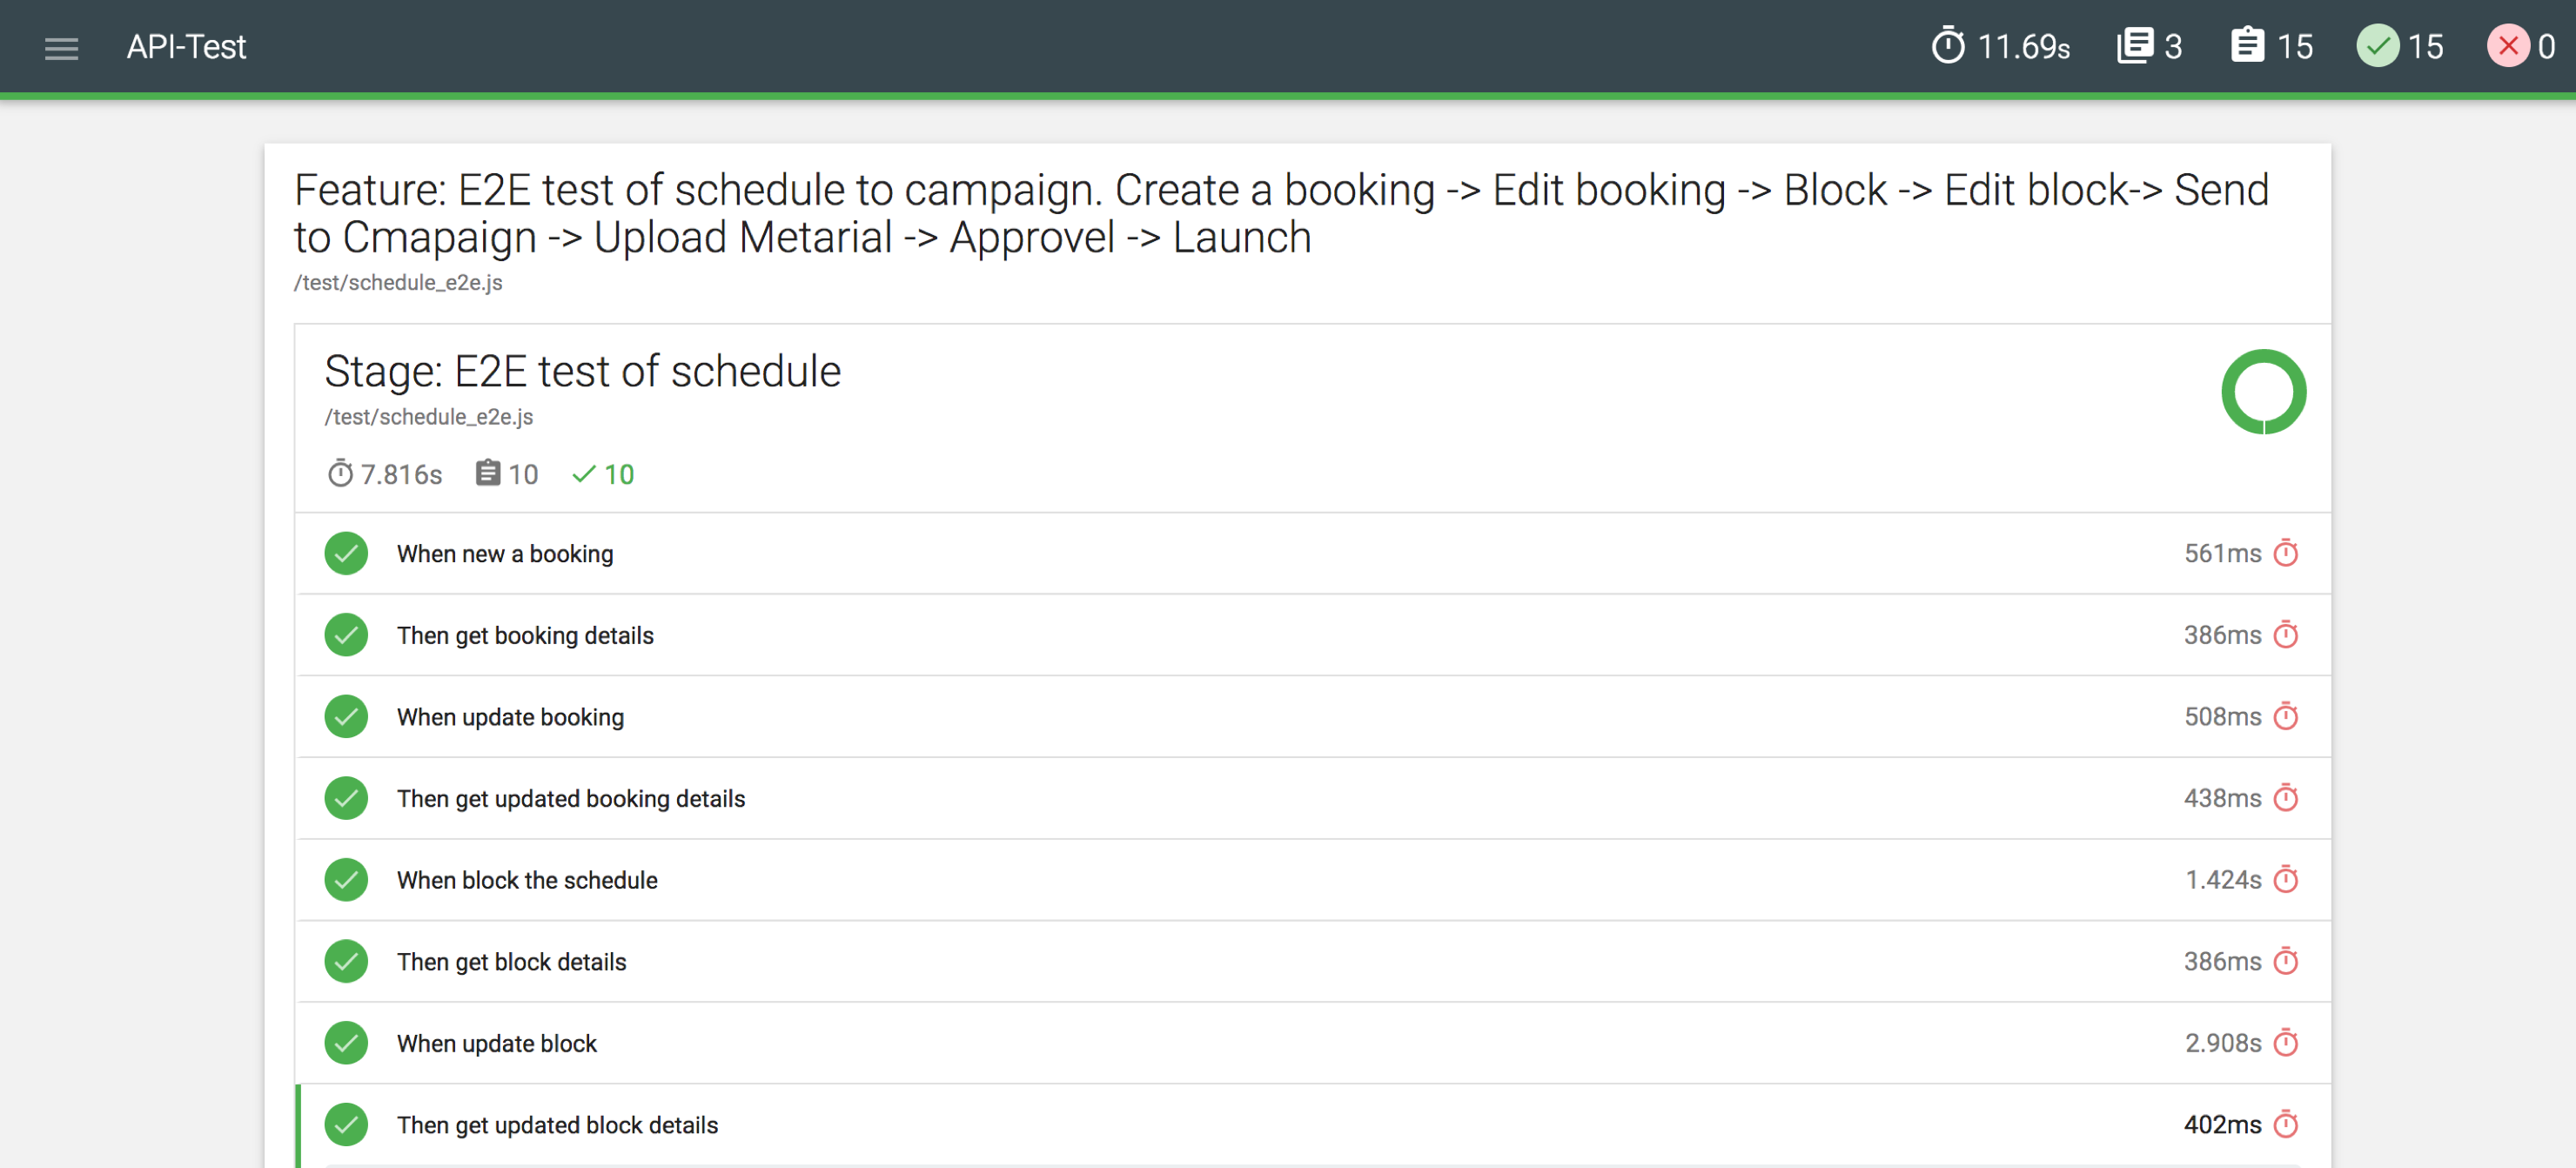 API-Test 11.69s 3 15 15 0
Feature: E2E test of schedule to campaign. Create a booking -> Edit booking -> Block -> Edit block-> Send
to Cmapaign -> Upload Metarial -> Approvel -> Launch
/test/schedule_e2e.js
Stage: E2E test of schedule
/test/schedule_e2e.js
7.816s 10 10
When new a booking 561ms
Then get booking details 386ms
When update booking 508ms
Then get updated booking details 438ms
When block the schedule 1.424s
Then get block details 386ms
When update block 2.908s
Then get updated block details 402ms